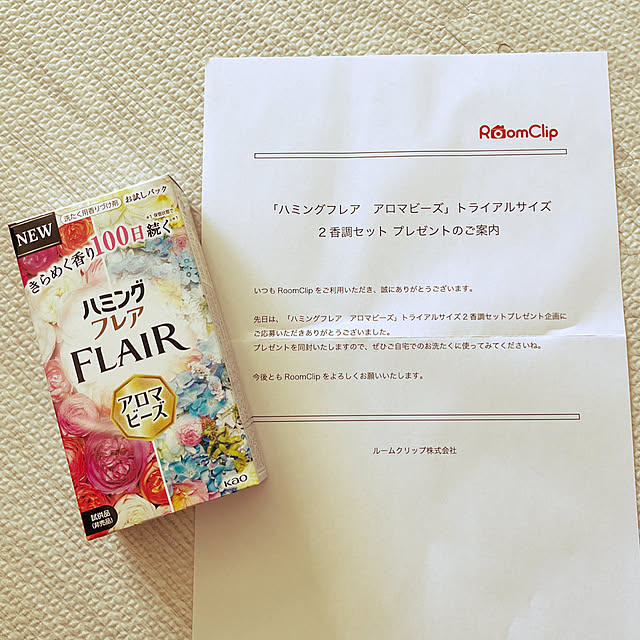 NEW
洗たく用香りづけ剤 お試しパック
きらめく香り100日続く
ハミング
フレア
FLAIR
アロマ
ビーズ
Kao
試供品
(非売品)
RoomClip
「ハミングフレア アロマビーズ」トライアルサイズ
2香調セット プレゼントのご案内
いつも RoomClip をご利用いただき、誠にありがとうございます。
先日は、「ハミングフレア アロマビーズ」トライアルサイズ2香調セットプレゼント企画に
ご応募いただきありがとうございました。
プレゼントを同封いたしますので、ぜひご自宅でのお洗たくに使ってみてくださいね。
今後とも RoomClip をよろしくお願いいたします。
ルームクリップ株式会社